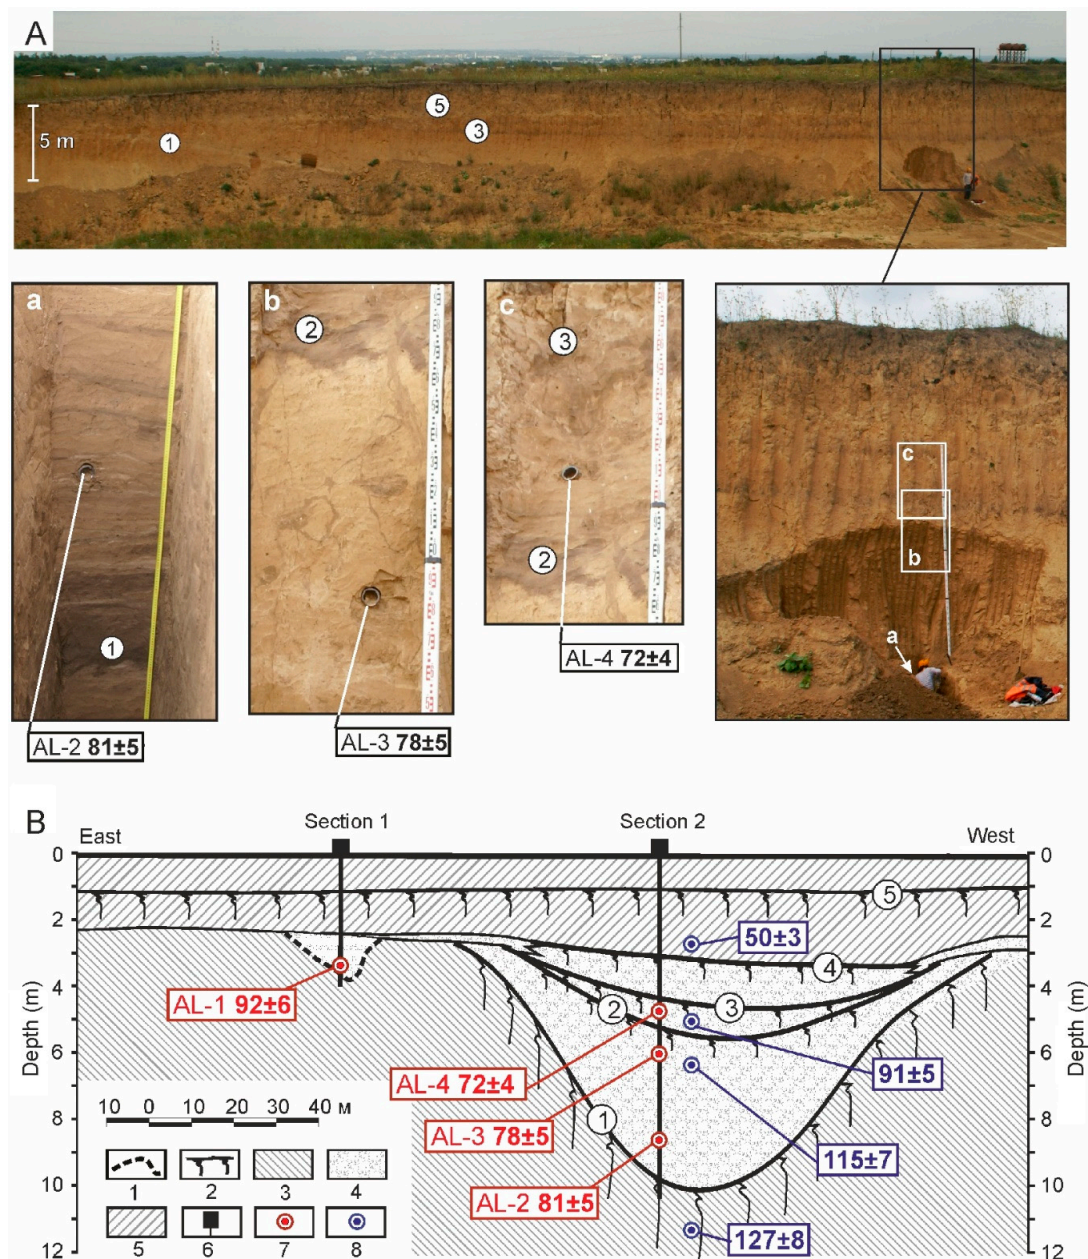 A
5 m
1
5
3
a
1
AL-2 81±5
b
2
AL-3 78±5
c
3
2
AL-4 72±4
c
b
a
B
Section 1
Section 2
East
West
0
2
4
6
8
10
12
Depth (m)
0
2
4
6
8
10
12
Depth (m)
5
4
3
2
1
50±3
AL-1 92±6
91±5
AL-4 72±4
AL-3 78±5
115±7
AL-2 81±5
127±8
10 0 10 20 30 40 м
1 2 3 4
5 6 7 8